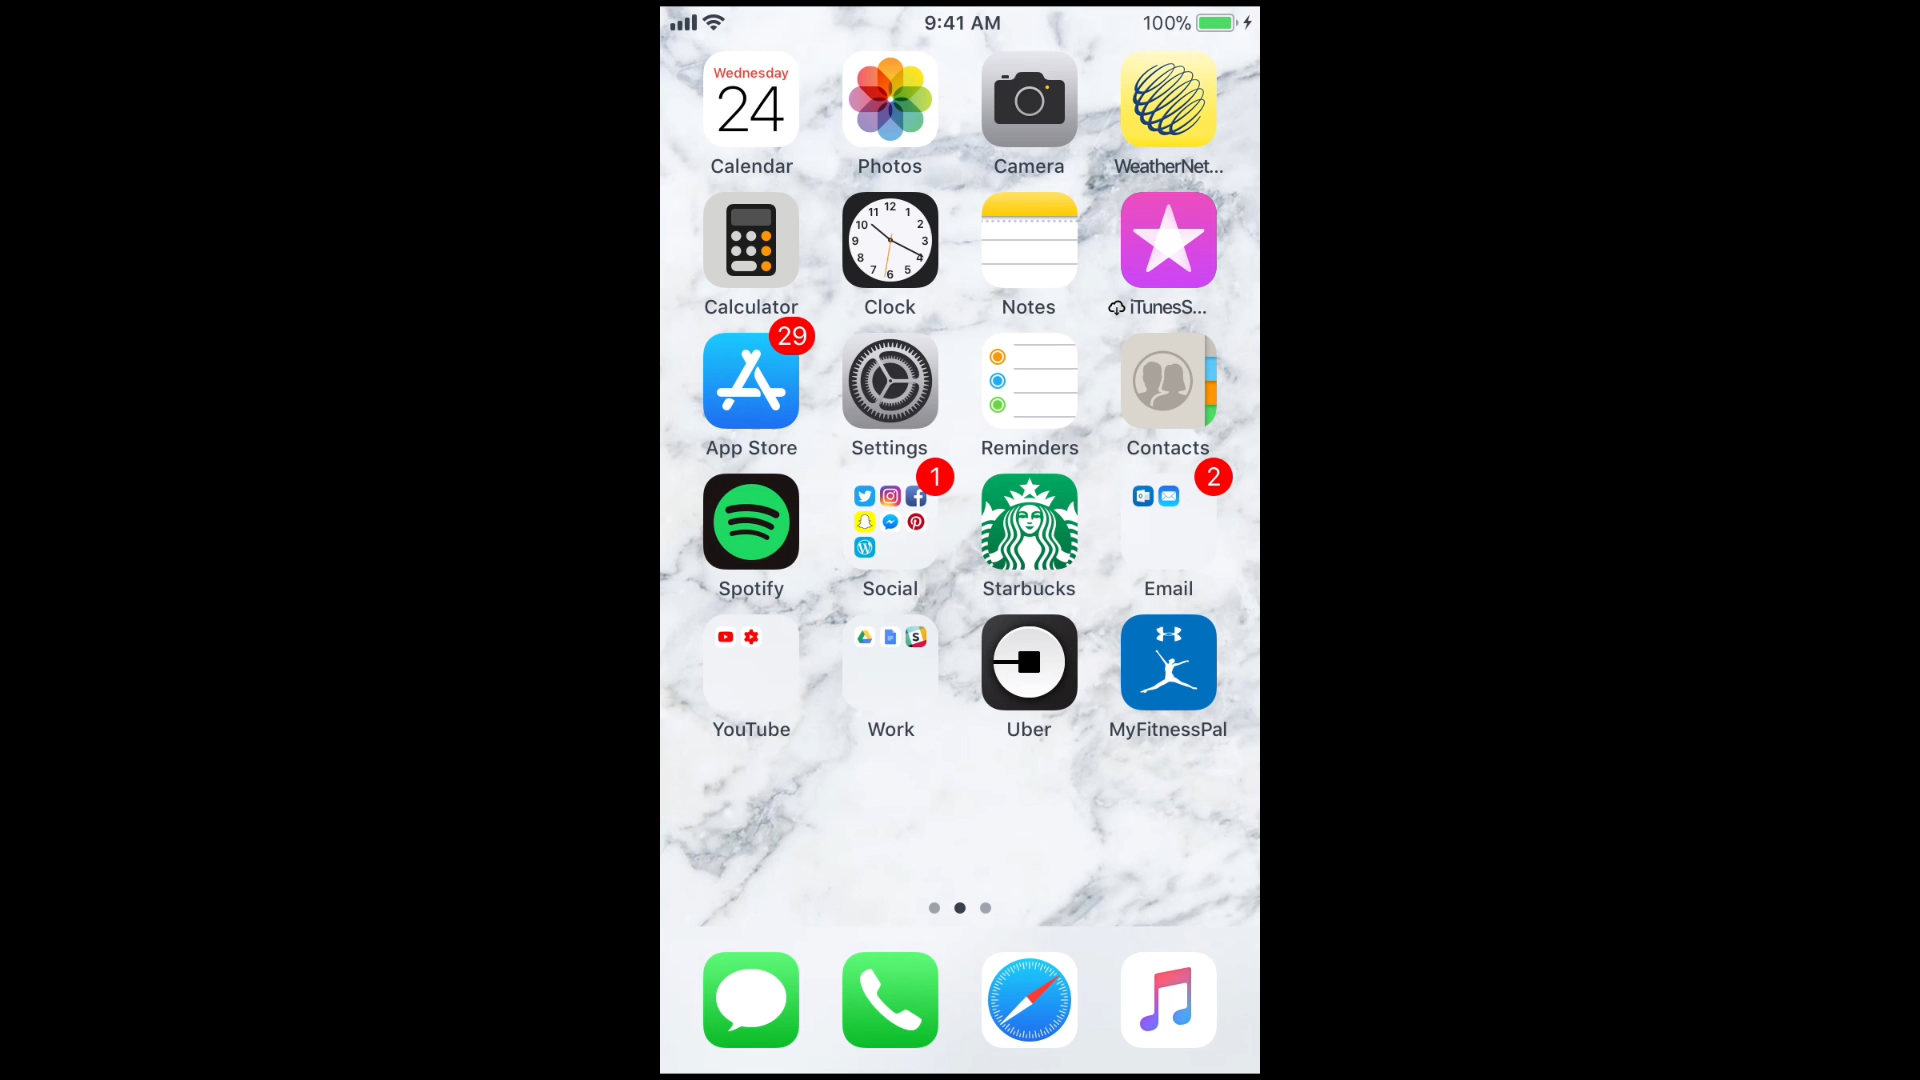 9:41 AM
100%
Wednesday
24
Calendar
Photos
Camera
WeatherNet...
12
11 1
10 2
9 3
8 4
7 5
6
Calculator
Clock
Notes
iTunesS...
29
App Store
Settings
Reminders
Contacts
1
2
Spotify
Social
Starbucks
Email
S
YouTube
Work
Uber
MyFitnessPal